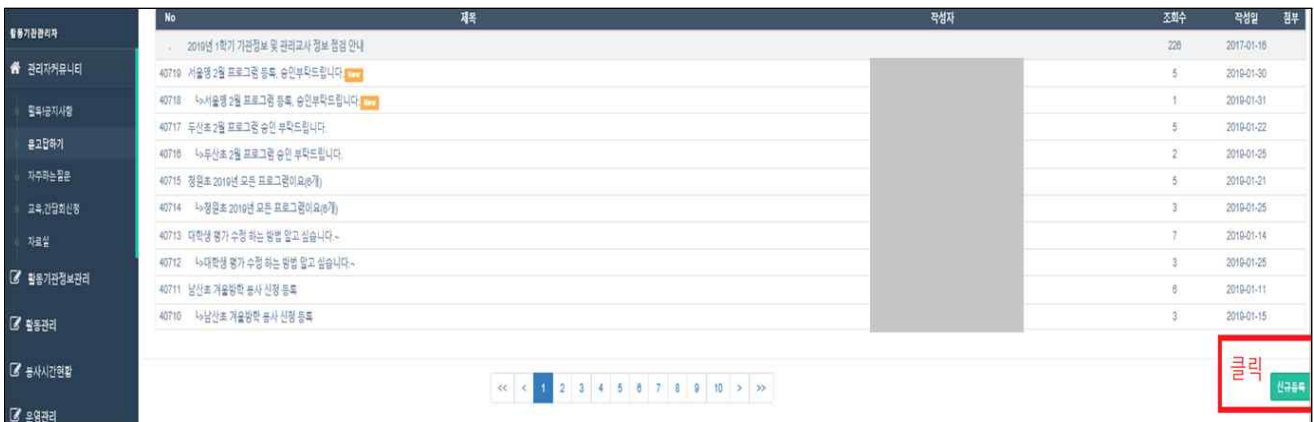 활동기관관리자
관리자커뮤니티
필독!공지사항
묻고답하기
자주하는질문
교육,간담회신청
자료실
활동기관정보관리
활동관리
봉사시간현황
운영관리
No 제목 작성자 조회수 작성일 첨부
. 2019년 1학기 기관정보 및 관리교사 정보 점검 안내 226 2017-01-16
40719 서울맹 2월 프로그램 등록, 승인부탁드립니다. New 5 2019-01-30
40718 ↳서울맹 2월 프로그램 등록, 승인부탁드립니다. New 1 2019-01-31
40717 두산초 2월 프로그램 승인 부탁드립니다. 5 2019-01-22
40716 ↳두산초 2월 프로그램 승인 부탁드립니다. 2 2019-01-25
40715 정원초 2019년 모든 프로그램이요(6개) 5 2019-01-21
40714 ↳정원초 2019년 모든 프로그램이요(6개) 3 2019-01-25
40713 대학생 평가 수정 하는 방법 알고 싶습니다.~ 7 2019-01-14
40712 ↳대학생 평가 수정 하는 방법 알고 싶습니다.~ 3 2019-01-25
40711 남산초 겨울방학 봉사 신청 등록 6 2019-01-11
40710 ↳남산초 겨울방학 봉사 신청 등록 3 2019-01-15
클릭
<< < 1 2 3 4 5 6 7 8 9 10 > >> 신규등록